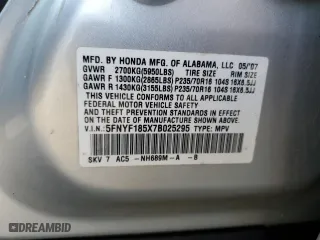 MFD. BY HONDA MFG. OF ALABAMA, LLC 05/'07
GVWR 2700KG(5950LBS) TIRE SIZE RIM SIZE
GAWR F 1300KG(2865LBS)P235/70R16 104S 16X6.5JJ
GAWR R 1430KG(3155LBS)P235/70R16 104S 16X6.5JJ
THIS VEHICLE CONFORMS TO ALL APPLICABLE
FEDERAL MOTOR VEHICLE SAFETY
AND THEFT PREVENTION STANDARDS
IN EFFECT ON THE DATE OF
MANUFACTURE SHOWN ABOVE.
V.I.N.: 5FNYF185X7B025295 TYPE: MPV
SKV 7 AC5 -NH689M-A -B